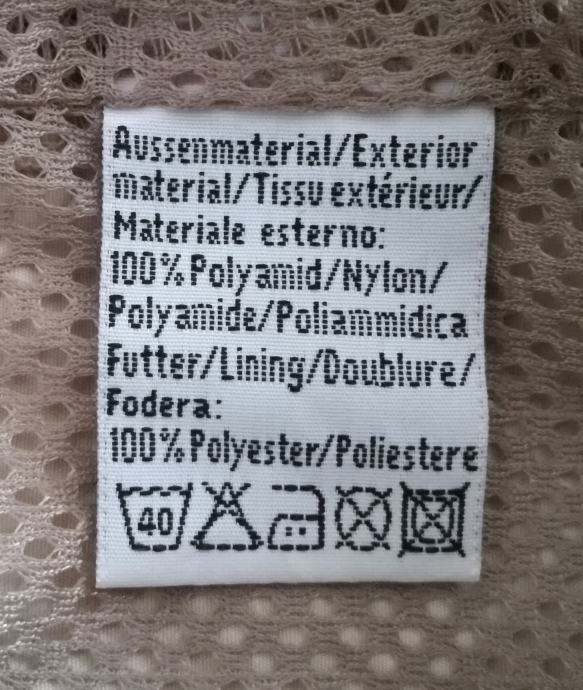 Aussenmaterial/Exterior
material/Tissu extérieur/
Materiale esterno:
100% Polyamid/Nylon/
Polyamide/Poliammidica
Futter/Lining/Doublure/
Fodera:
100% Polyester/Poliestere
40